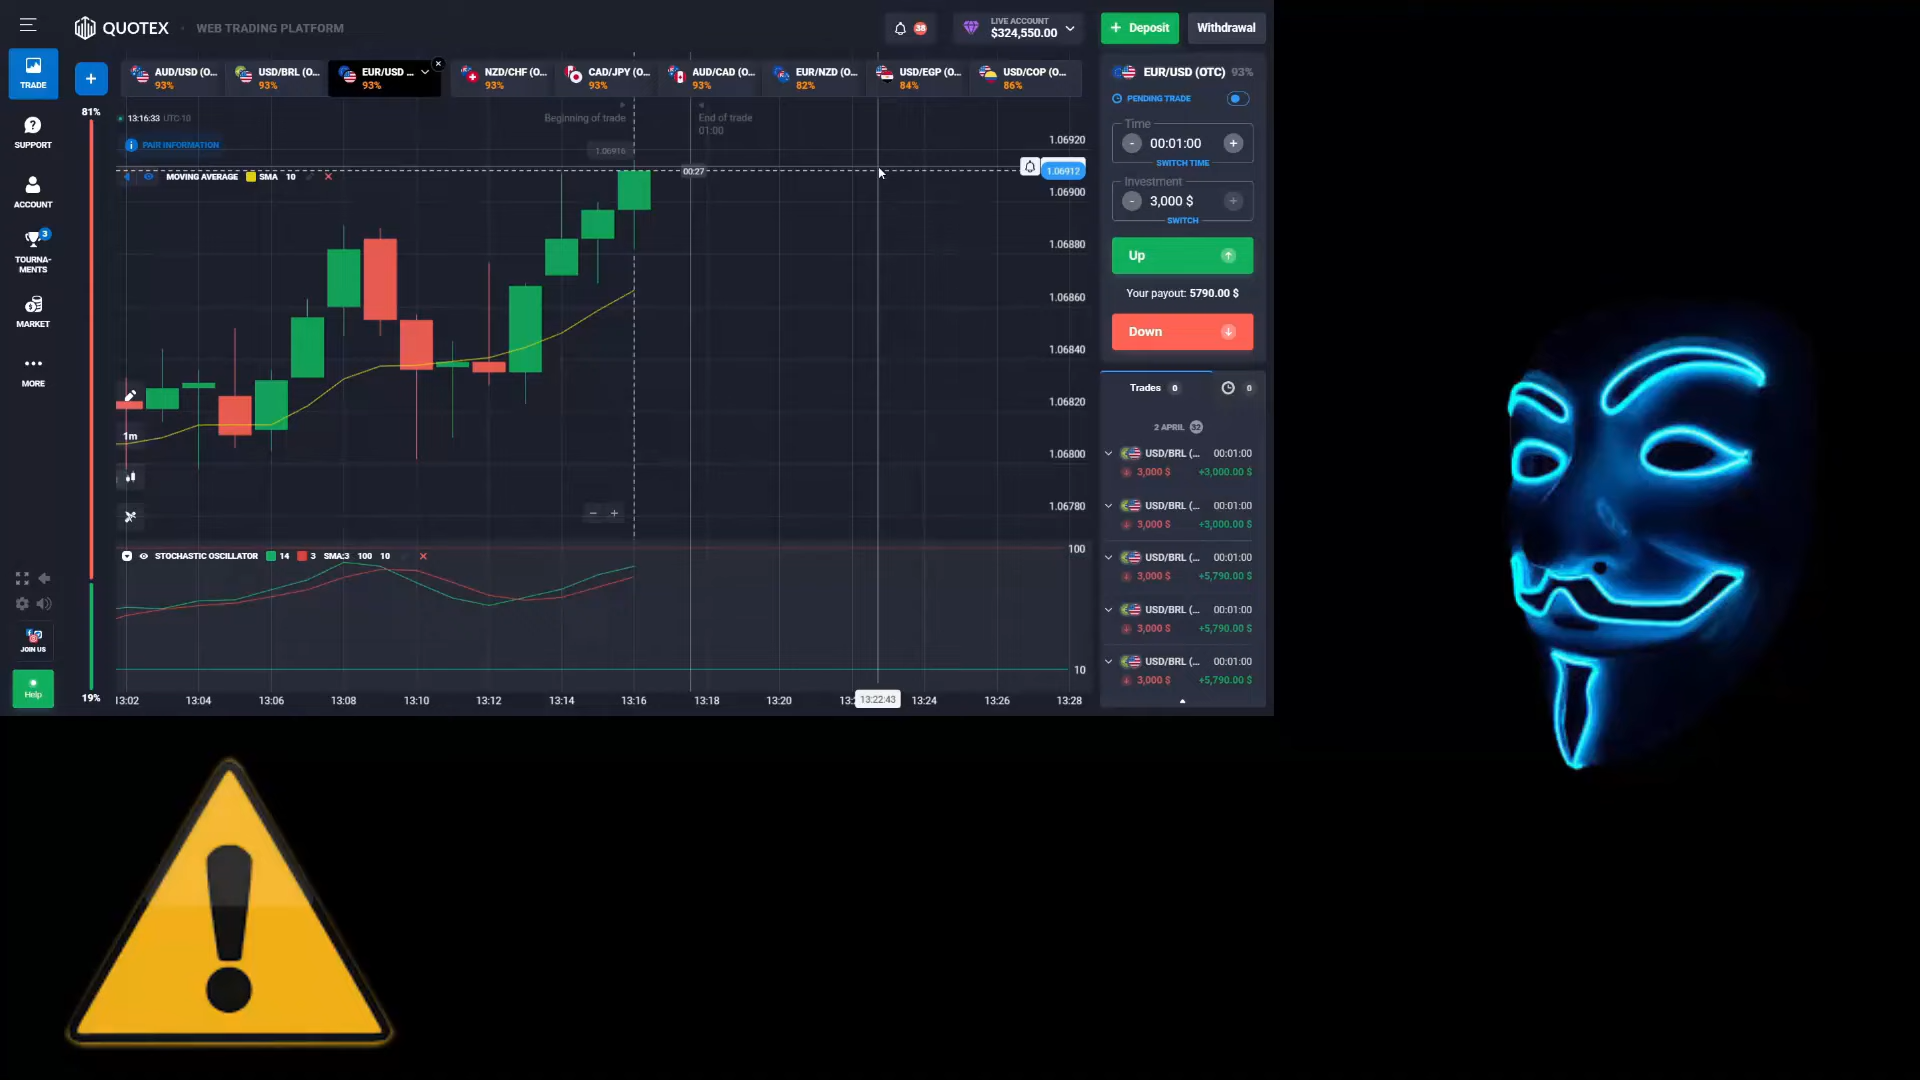 QUOTEX
WEB TRADING PLATFORM
38
LIVE ACCOUNT
$324,550.00
+ Deposit
Withdrawal
TRADE
+
AUD/USD (O...
93%
USD/BRL (O...
93%
EUR/USD ...
93%
NZD/CHF (O...
93%
CAD/JPY (O...
93%
AUD/CAD (O...
93%
EUR/NZD (O...
82%
USD/EGP (O...
84%
USD/COP (O...
86%
SUPPORT
ACCOUNT
3
TOURNA-
MENTS
MARKET
MORE
JOIN US
Help
81%
19%
13:16:33 UTC-10
PAIR INFORMATION
MOVING AVERAGE SMA 10
Beginning of trade
End of trade
01:00
1.06916
00:27
1.06920
1.06912
1.06900
1.06880
1.06860
1.06840
1.06820
1.06800
1.06780
1m
STOCHASTIC OSCILLATOR 14 3 SMA:3 100 10
100
10
13:02
13:04
13:06
13:08
13:10
13:12
13:14
13:16
13:18
13:20
13:22:43
13:24
13:26
13:28
EUR/USD (OTC) 93%
PENDING TRADE
Time
- 00:01:00 +
SWITCH TIME
Investment
- 3,000 $ +
SWITCH
Up
Your payout: 5790.00 $
Down
Trades 0
0
2 APRIL 32
USD/BRL (... 00:01:00
3,000 $ +3,000.00 $
USD/BRL (... 00:01:00
3,000 $ +3,000.00 $
USD/BRL (... 00:01:00
3,000 $ +5,790.00 $
USD/BRL (... 00:01:00
3,000 $ +5,790.00 $
USD/BRL (... 00:01:00
3,000 $ +5,790.00 $